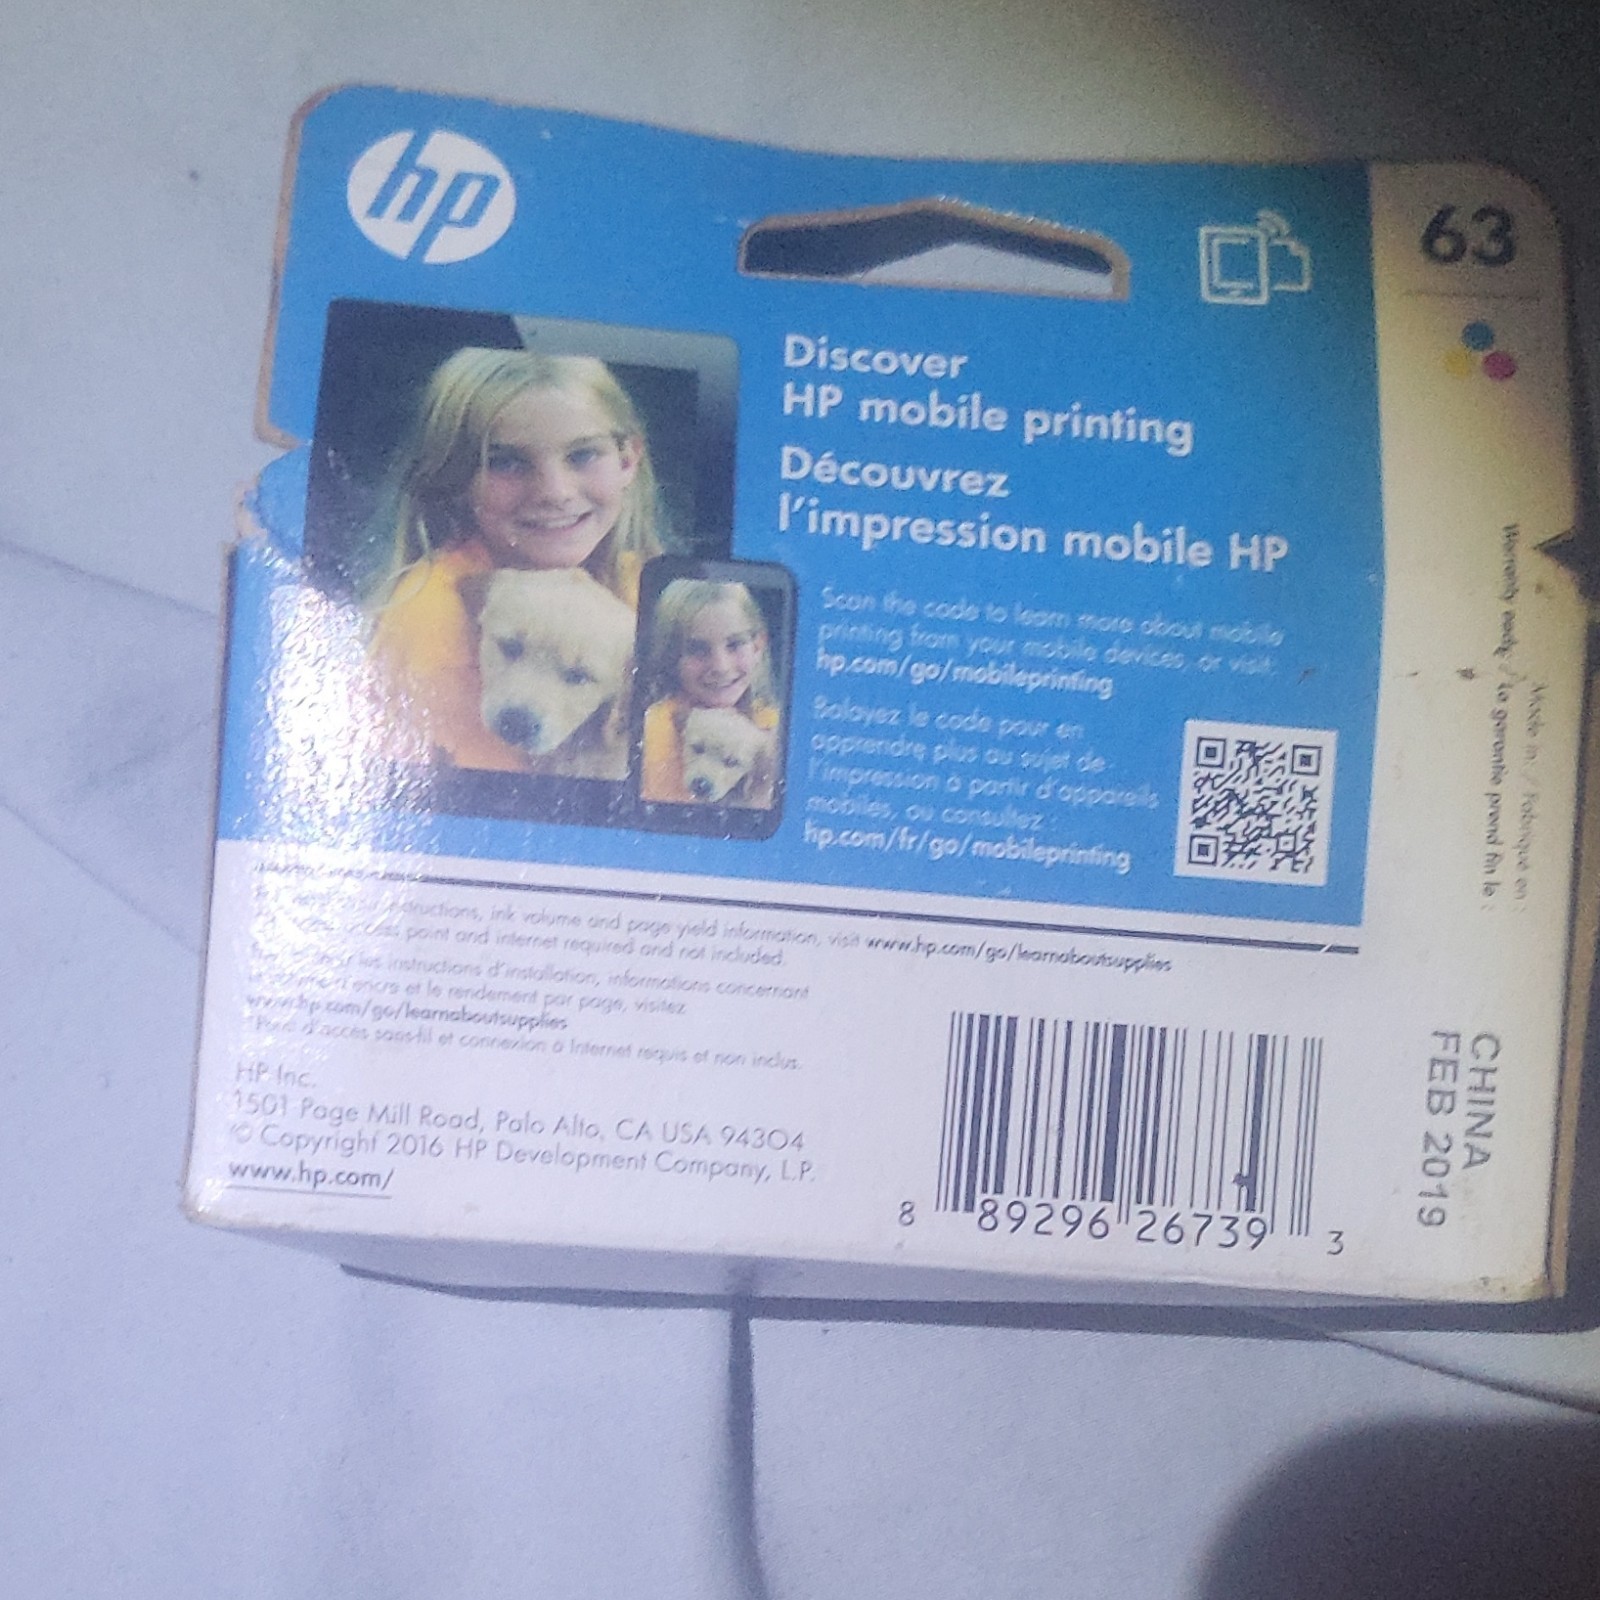 hp
63
Discover
HP mobile printing
Découvrez
l'impression mobile HP
Scan the code to learn more about mobile
printing from your mobile devices, or visit:
hp.com/go/mobileprinting
Balayez le code pour en
apprendre plus au sujet de
l'impression à partir d'appareils
mobiles, ou consultez :
hp.com/fr/go/mobileprinting
instructions, ink volume and page yield information, visit www.hp.com/go/learnaboutsupplies
point and internet required and not included.
les instructions d'installation, informations concernant
encre et le rendement par page, visitez
www.hp.com/go/learnaboutsupplies
d'accès sans-fil et connexion à Internet requis et non inclus.
HP Inc.
1501 Page Mill Road, Palo Alto, CA USA 94304
© Copyright 2016 HP Development Company, L.P.
www.hp.com/
8 89296 26739 3
Made in: / Fabriqué en :
Warranty ends: / La garantie prend fin le :
CHINA
FEB 2019